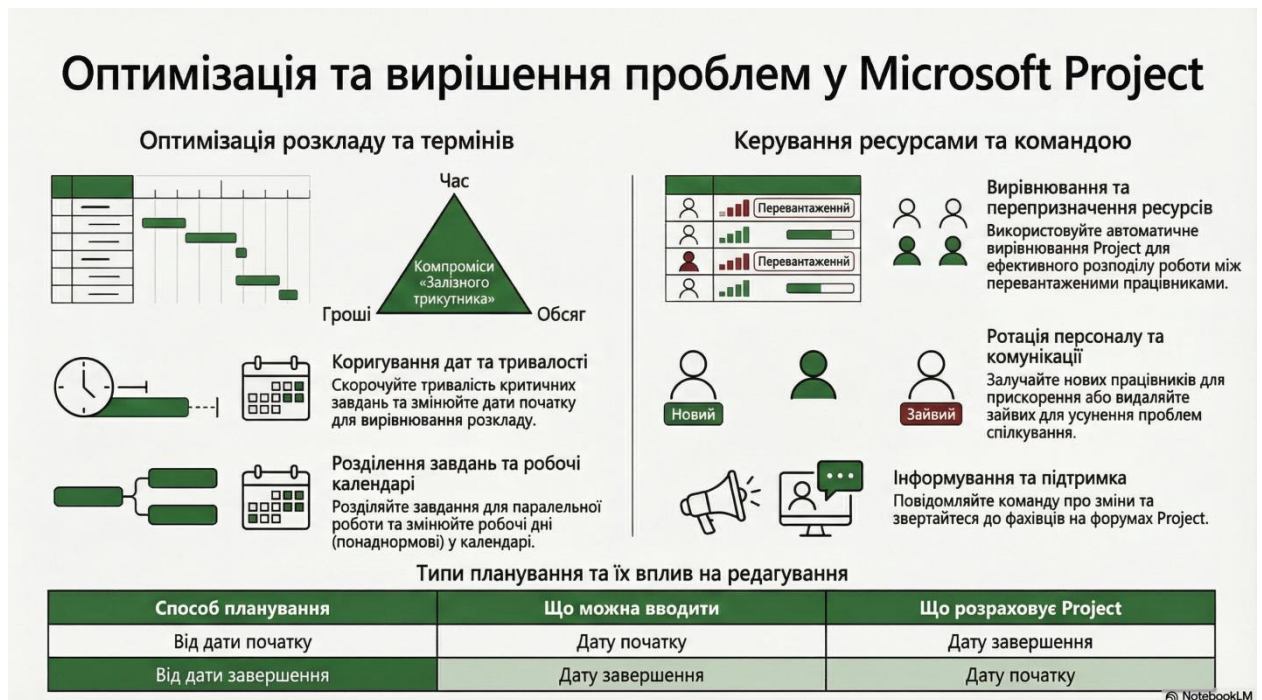 Оптимізація та вирішення проблем у Microsoft Project
Оптимізація розкладу та термінів
Час
Компроміси
«Залізного
трикутника»
Гроші
Обсяг
Коригування дат та тривалості
Скорочуйте тривалість критичних
завдань та змінюйте дати початку
для вирівнювання розкладу.
Розділення завдань та робочі
календарі
Розділяйте завдання для паралельної
роботи та змінюйте робочі дні
(понаднормові) у календарі.
Керування ресурсами та командою
Перевантаженнй
Перевантаженнй
Вирівнювання та
перепризначення ресурсів
Використовуйте автоматичне
вирівнювання Project для
ефективного розподілу роботи між
перевантаженими працівниками.
Новий
Зайвий
Ротація персоналу та
комунікації
Залучайте нових працівників для
прискорення або видаляйте
зайвих для усунення проблем
спілкування.
Інформування та підтримка
Повідомляйте команду про зміни та
звертайтеся до фахівців на форумах Project.
Типи планування та їх вплив на редагування
Спосіб планування Що можна вводити Що розраховує Project
Від дати початку Дату початку Дату завершення
Від дати завершення Дату завершення Дату початку
NotebookLM